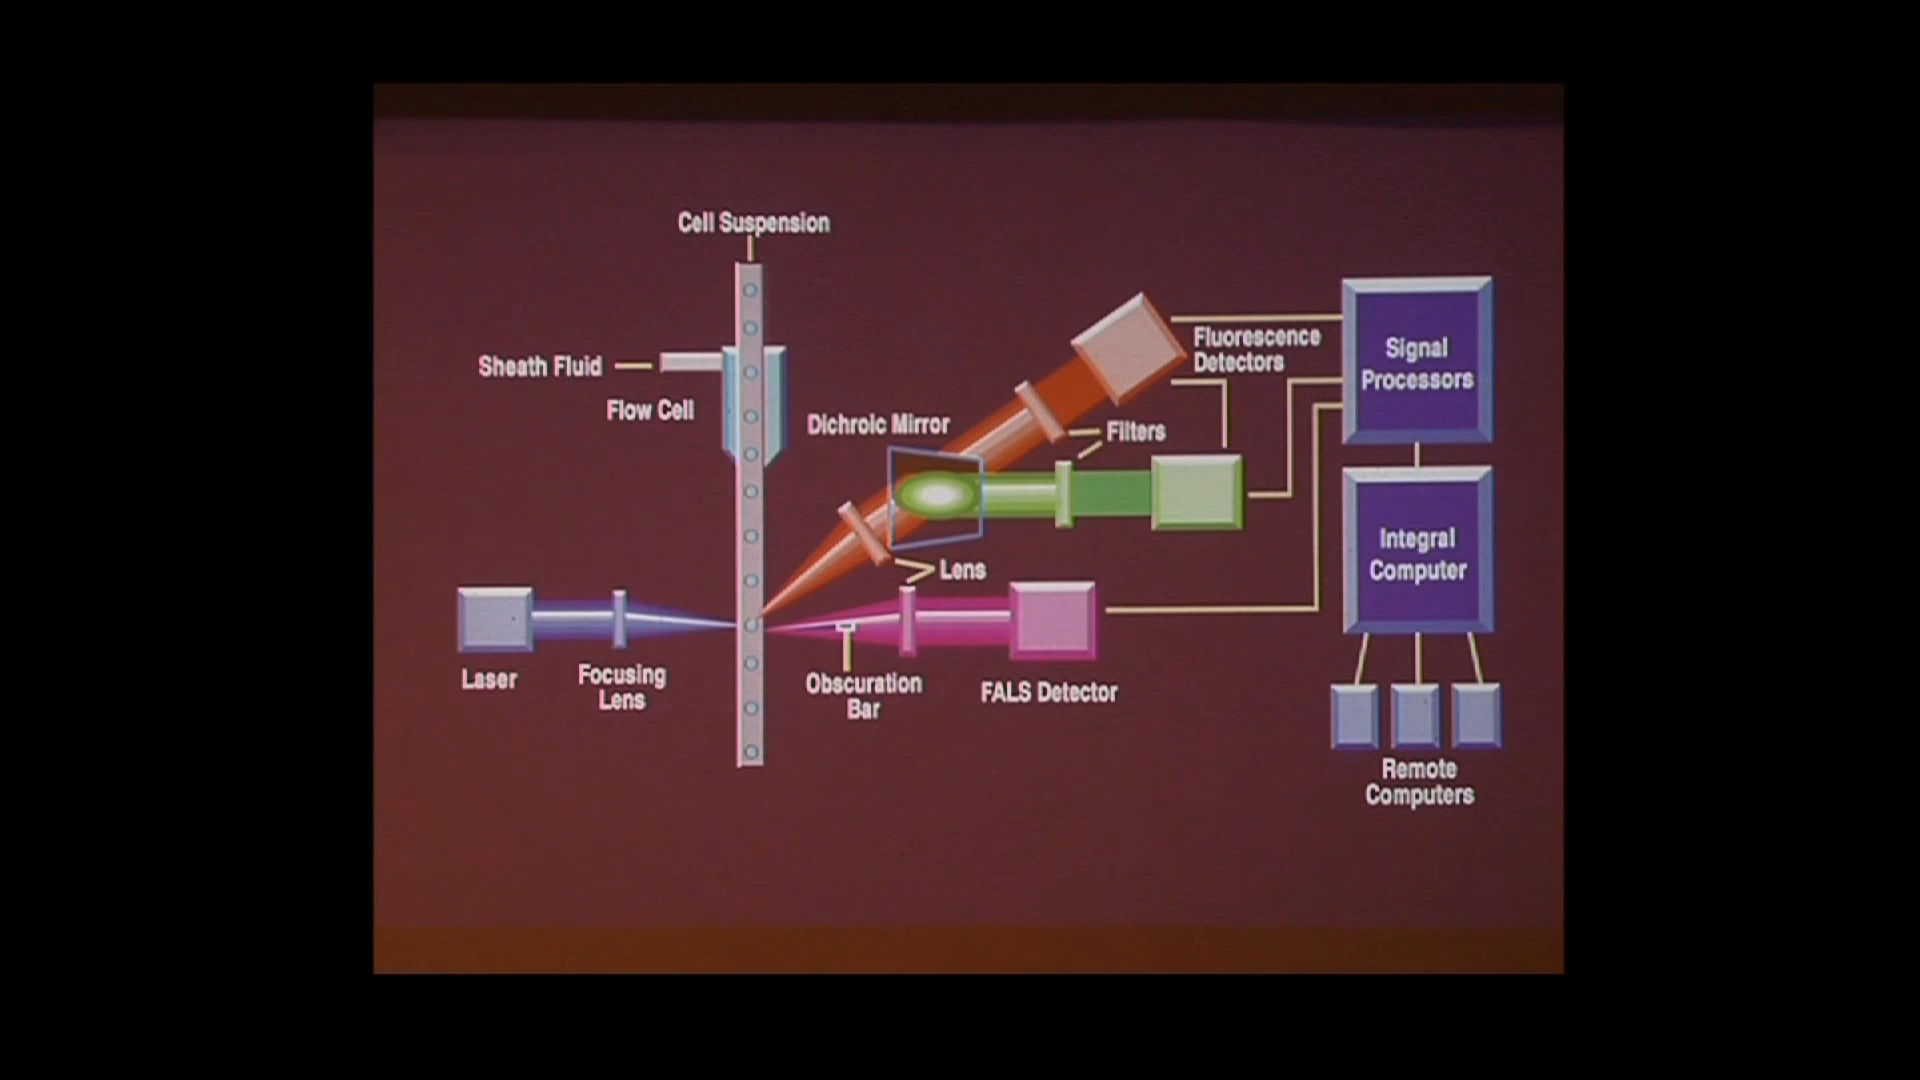 Cell Suspension
Sheath Fluid
Flow Cell
Dichroic Mirror
Fluorescence
Detectors
Filters
Signal
Processors
Lens
Integral
Computer
Laser
Focusing
Lens
Obscuration
Bar
FALS Detector
Remote
Computers